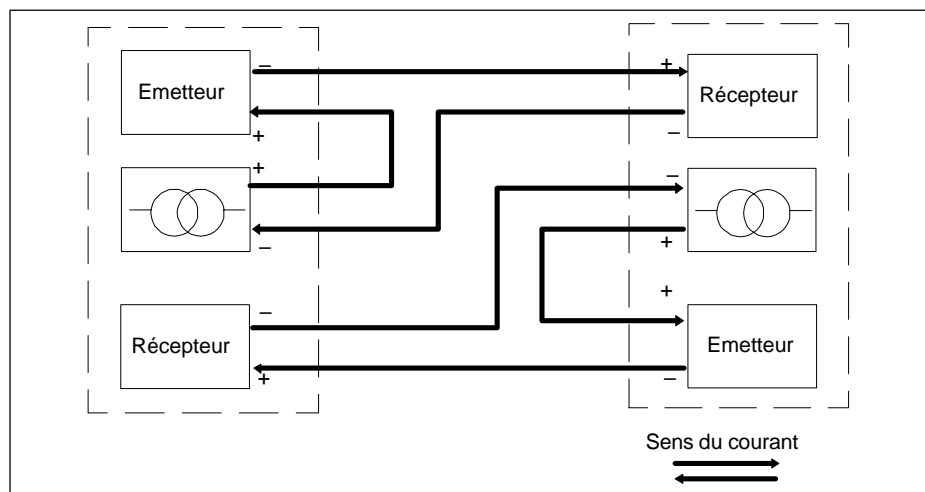 Emetteur
−
+
+
−
Récepteur
−
+
+
−
Récepteur
−
+
+
Emetteur
−
Sens du courant